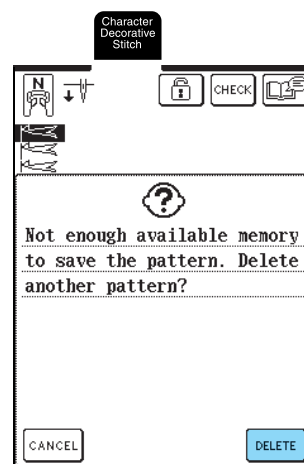 Character
Decorative
Stitch
N
CHECK
Not enough available memory
to save the pattern. Delete
another pattern?
CANCEL
DELETE